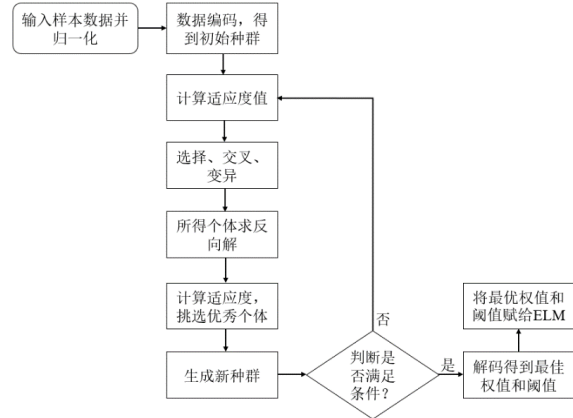 输入样本数据并
归一化
数据编码，得
到初始种群
计算适应度值
选择、交叉、
变异
所得个体求反
向解
计算适应度，
挑选优秀个体
生成新种群
判断是
否满足
条件？
否
是
解码得到最佳
权值和阈值
将最优权值和
阈值赋给ELM